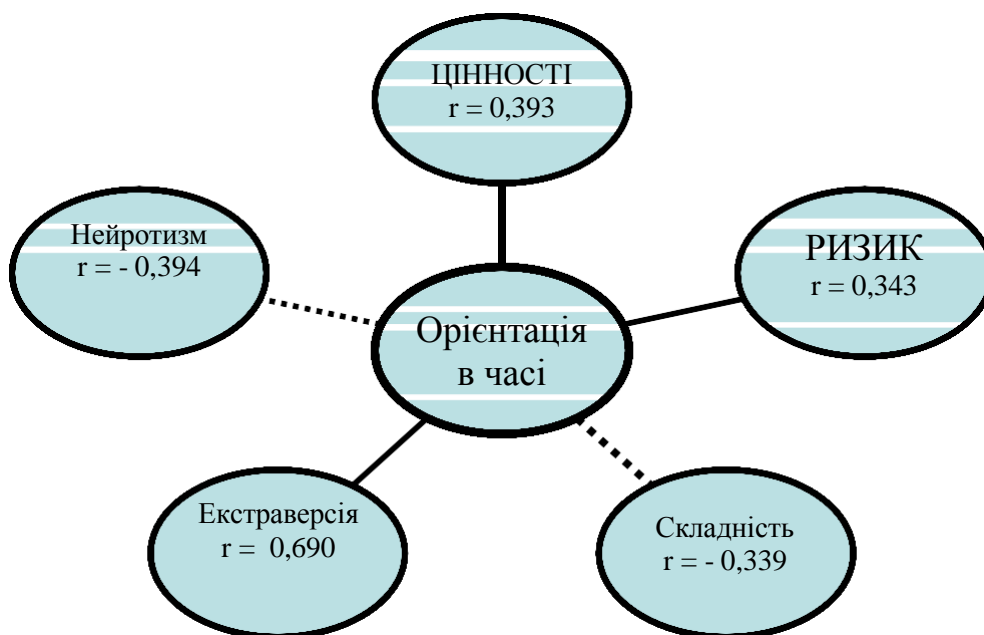 ЦІННОСТІ
r = 0,393
Нейротизм
r = - 0,394
РИЗИК
r = 0,343
Орієнтація
в часі
Екстраверсія
r = 0,690
Складність
r = - 0,339